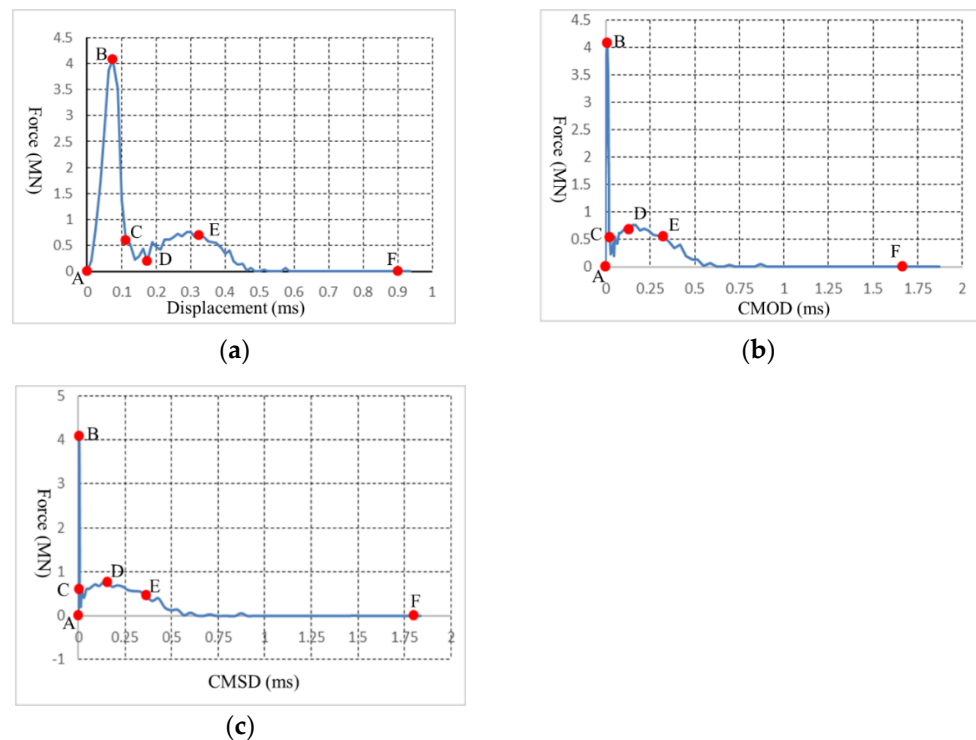 4.5
4
3.5
3
2.5
2
1.5
1
0.5
0
Force (MN)
A
B
C
D
E
F
0 0.1 0.2 0.3 0.4 0.5 0.6 0.7 0.8 0.9 1
Displacement (ms)
(a)
4.5
4
3.5
3
2.5
2
1.5
1
0.5
0
Force (MN)
A
B
C
D
E
F
0 0.25 0.5 0.75 1 1.25 1.5 1.75 2
CMOD (ms)
(b)
5
4
3
2
1
0
-1
Force (MN)
A
B
C
D
E
F
0 0.25 0.5 0.75 1 1.25 1.5 1.75 2
CMSD (ms)
(c)